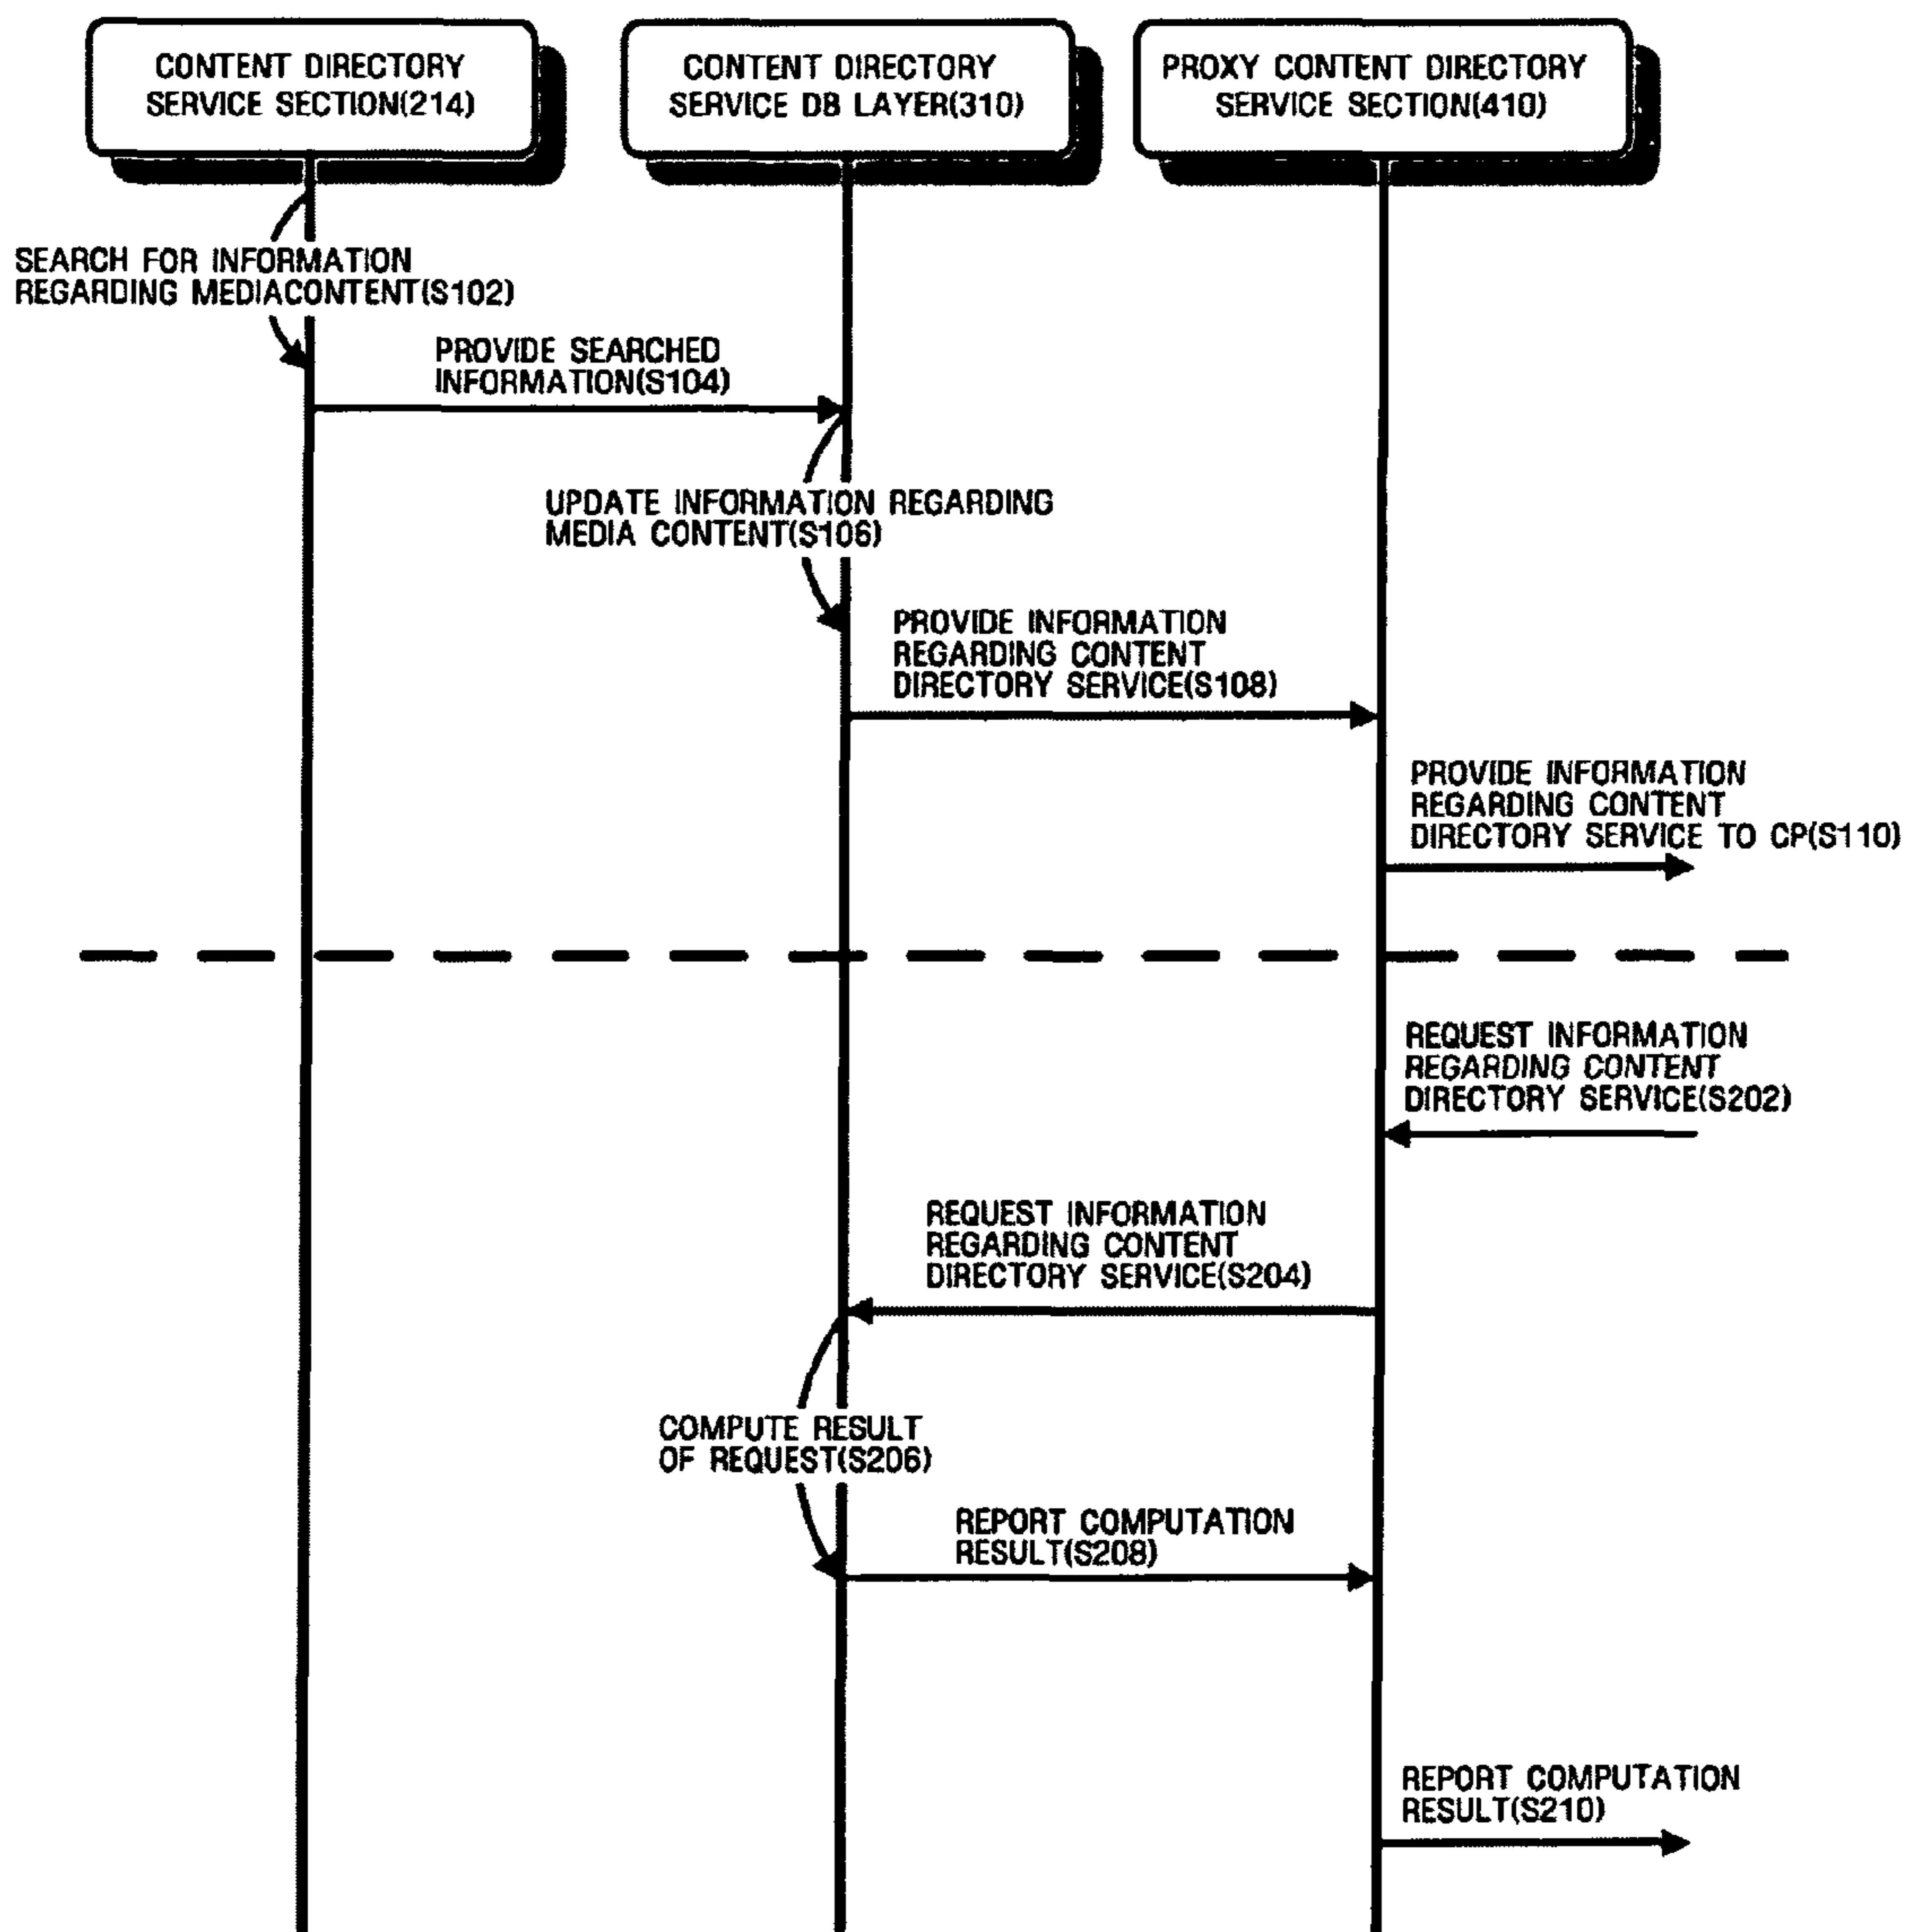 CONTENT DIRECTORY
SERVICE SECTION(214)
CONTENT DIRECTORY
SERVICE DB LAYER(310)
PROXY CONTENT DIRECTORY
SERVICE SECTION(410)
SEARCH FOR INFORMATION
REGARDING MEDIACONTENT(S102)
PROVIDE SEARCHED
INFORMATION(S104)
UPDATE INFORMATION REGARDING
MEDIA CONTENT(S106)
PROVIDE INFORMATION
REGARDING CONTENT
DIRECTORY SERVICE(S108)
PROVIDE INFORMATION
REGARDING CONTENT
DIRECTORY SERVICE TO CP(S110)
REQUEST INFORMATION
REGARDING CONTENT
DIRECTORY SERVICE(S202)
REQUEST INFORMATION
REGARDING CONTENT
DIRECTORY SERVICE(S204)
COMPUTE RESULT
OF REQUEST(S206)
REPORT COMPUTATION
RESULT(S208)
REPORT COMPUTATION
RESULT(S210)